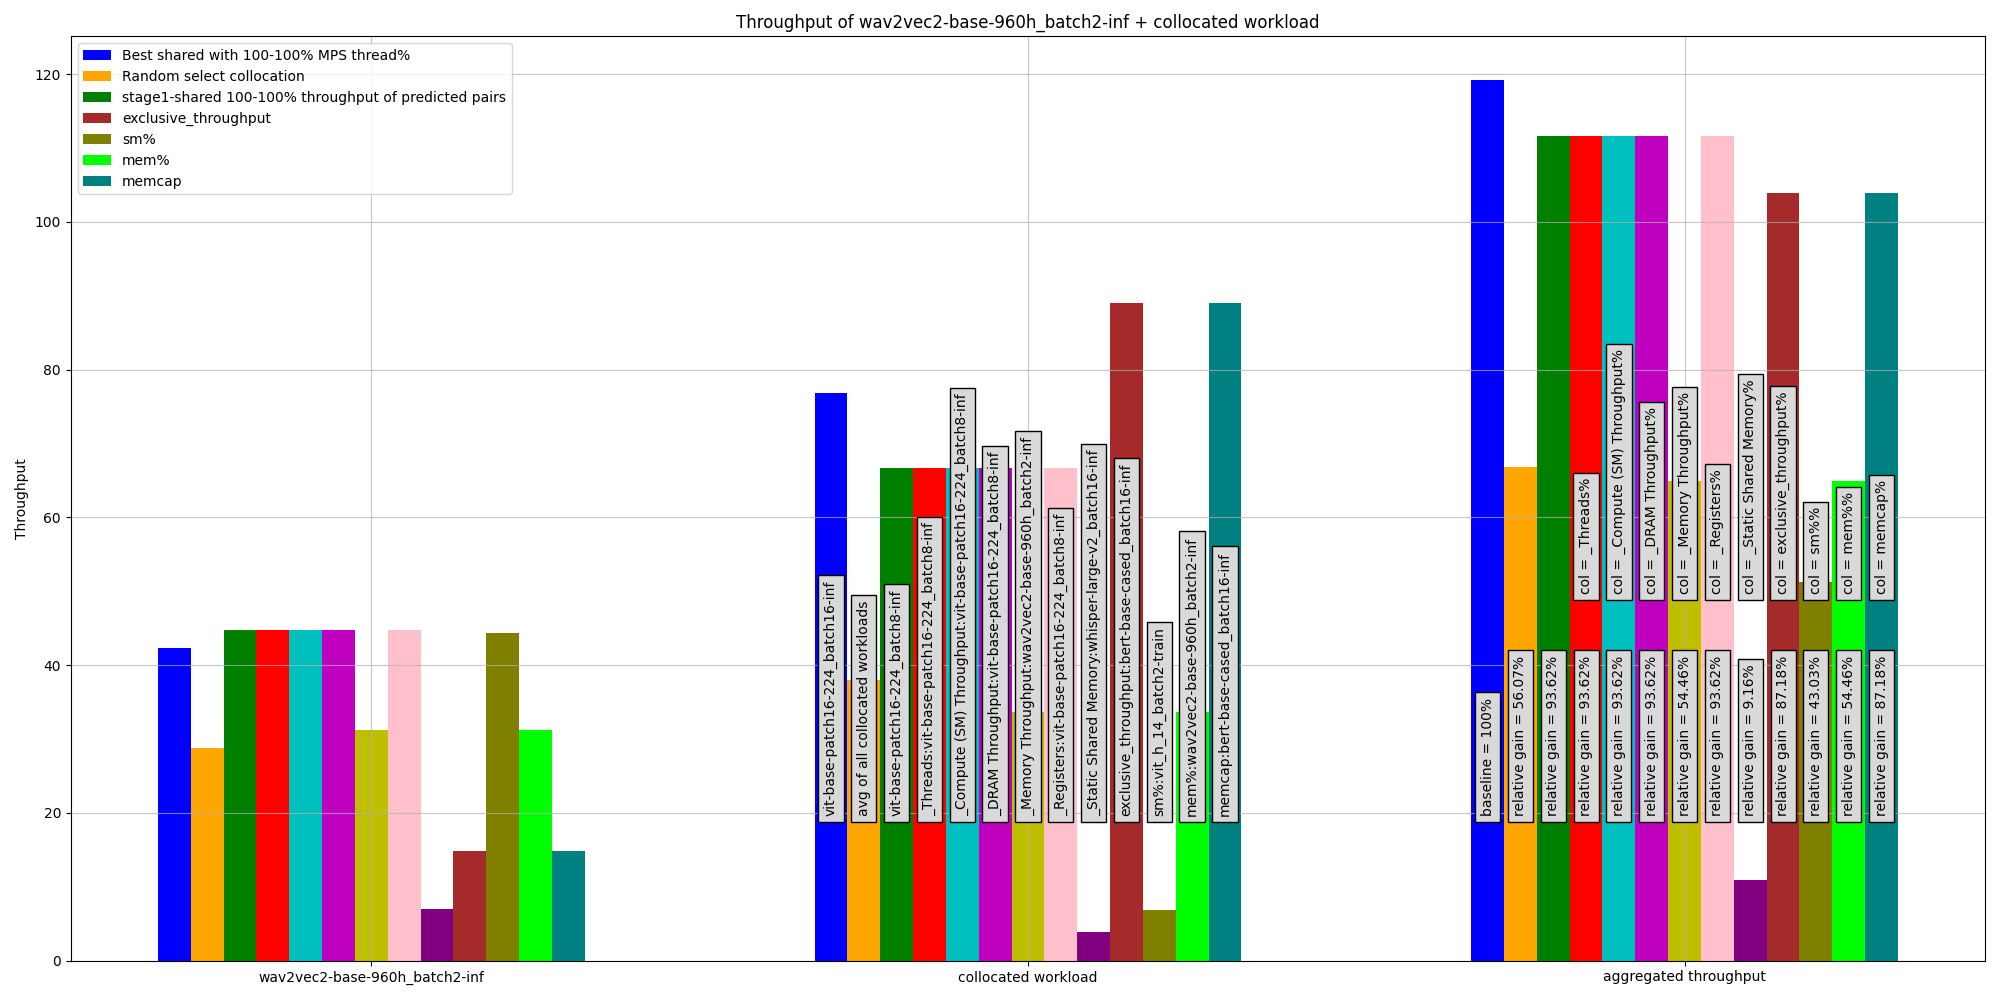 Throughput of wav2vec2-base-960h_batch2-inf + collocated workload
Best shared with 100-100% MPS thread%
Random select collocation
stage1-shared 100-100% throughput of predicted pairs
exclusive_throughput
sm%
mem%
memcap
Throughput
120
100
80
60
40
20
0
vit-base-patch16-224_batch16-inf
avg of all collocated workloads
vit-base-patch16-224_batch8-inf
_Threads:vit-base-patch16-224_batch8-inf
_Compute (SM) Throughput:vit-base-patch16-224_batch8-inf
_DRAM Throughput:vit-base-patch16-224_batch8-inf
_Memory Throughput:wav2vec2-base-960h_batch2-inf
_Registers:vit-base-patch16-224_batch8-inf
_Static Shared Memory:whisper-large-v2_batch16-inf
exclusive_throughput:bert-base-cased_batch16-inf
sm%:vit_h_14_batch2-train
mem%:wav2vec2-base-960h_batch2-inf
memcap:bert-base-cased_batch16-inf
col = _Threads%
col = _Compute (SM) Throughput%
col = _DRAM Throughput%
col = _Memory Throughput%
col = _Registers%
col = _Static Shared Memory%
col = exclusive_throughput%
col = sm%%
col = mem%%
col = memcap%
baseline = 100%
relative gain = 56.07%
relative gain = 93.62%
relative gain = 93.62%
relative gain = 93.62%
relative gain = 93.62%
relative gain = 54.46%
relative gain = 93.62%
relative gain = 9.16%
relative gain = 87.18%
relative gain = 43.03%
relative gain = 54.46%
relative gain = 87.18%
wav2vec2-base-960h_batch2-inf
collocated workload
aggregated throughput